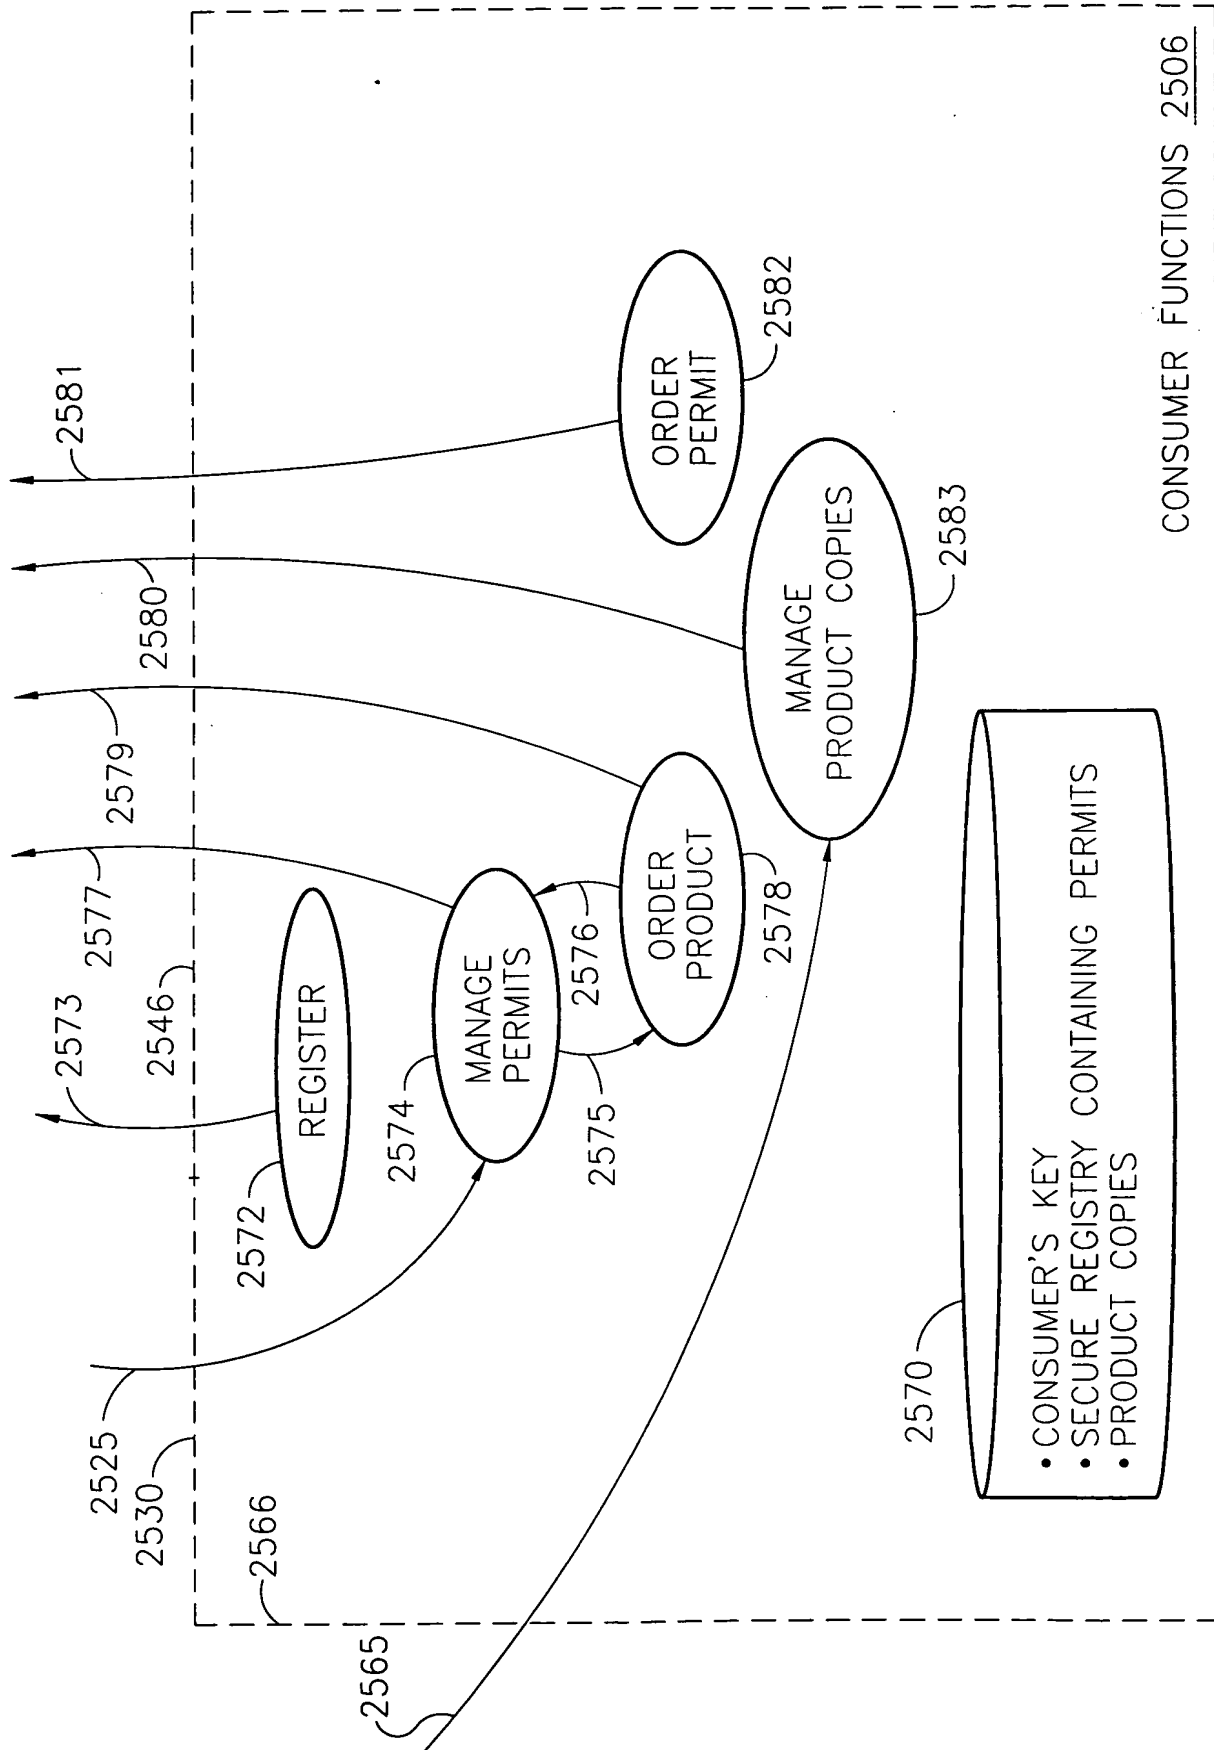 2573
2577
2579
2580
2581
2546
2525
2530
2566
2565
2572
REGISTER
2574
MANAGE
PERMITS
2575
2576
ORDER
PRODUCT
2578
ORDER
PERMIT
2582
MANAGE
PRODUCT COPIES
2583
2570
• CONSUMER'S KEY
• SECURE REGISTRY CONTAINING PERMITS
• PRODUCT COPIES
CONSUMER FUNCTIONS 2506